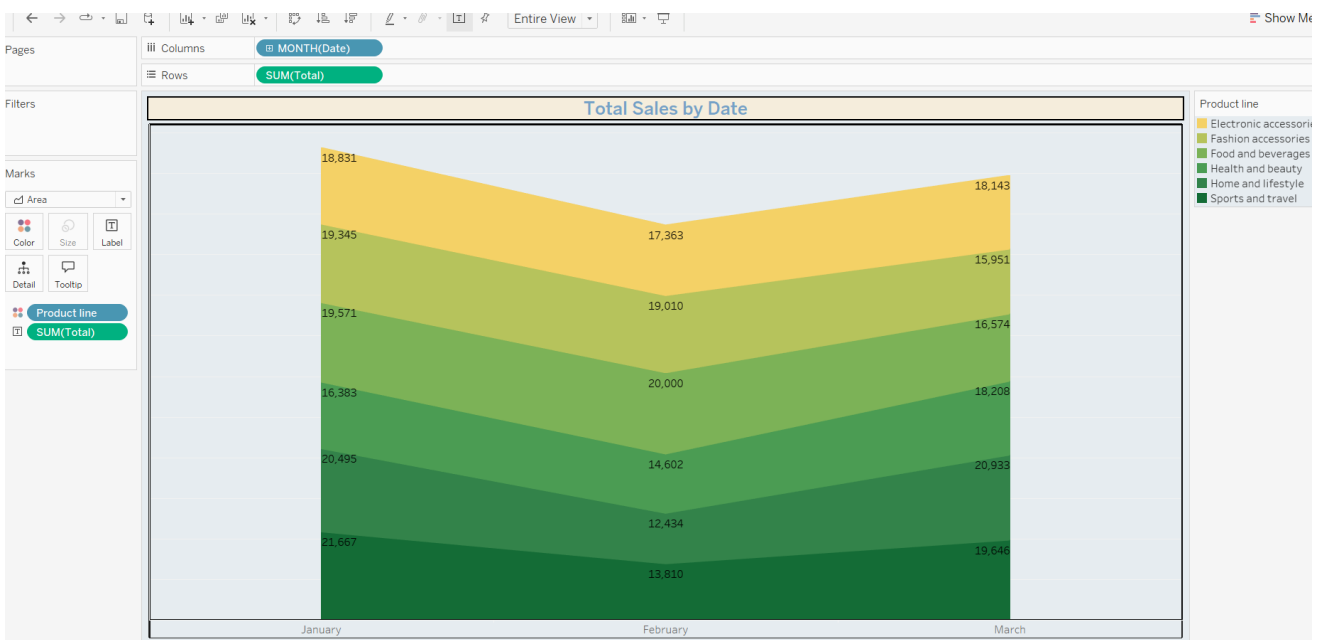 Entire View
Show Me
Pages
iii Columns
MONTH(Date)
Rows
SUM(Total)
Filters
Marks
Area
Color
Size
Label
Detail
Tooltip
Product line
SUM(Total)
Total Sales by Date
18,831
18,143
19,345
17,363
15,951
19,571
19,010
16,574
16,383
20,000
18,208
20,495
14,602
20,933
21,667
12,434
19,646
13,810
January February March
Product line
Electronic accessorie
Fashion accessories
Food and beverages
Health and beauty
Home and lifestyle
Sports and travel